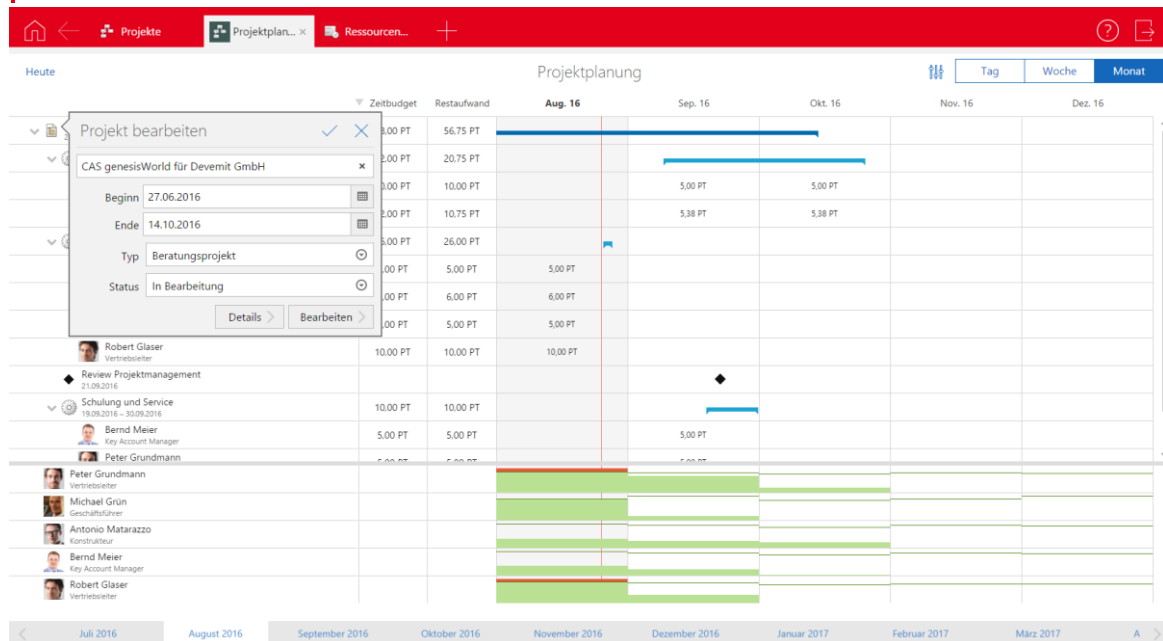 Projekte Projektplan... × Ressourcen...
Heute Projektplanung Tag Woche Monat
Zeitbudget Restaufwand Aug. 16 Sep. 16 Okt. 16 Nov. 16 Dez. 16
Projekt bearbeiten
56.75 PT
CAS genesisWorld für Devemit GmbH
20.75 PT
Beginn 27.06.2016
10.00 PT 5,00 PT 5,00 PT
Ende 14.10.2016
10,75 PT 5,38 PT 5,38 PT
26.00 PT
Typ Beratungsprojekt
5.00 PT 5,00 PT
Status In Bearbeitung
6.00 PT 6,00 PT
Details Bearbeiten
5,00 PT 5,00 PT
Robert Glaser 10.00 PT 10.00 PT 10,00 PT
Vertriebsleiter
Review Projektmanagement
21.09.2016
Schulung und Service 10.00 PT 10.00 PT
19.09.2016 – 30.09.2016
Bernd Meier 5.00 PT 5.00 PT 5,00 PT
Key Account Manager
Peter Grundmann
Peter Grundmann
Vertriebsleiter
Michael Grün
Geschäftsführer
Antonio Matarazzo
Konstrukteur
Bernd Meier
Key Account Manager
Robert Glaser
Vertriebsleiter
Juli 2016 August 2016 September 2016 Oktober 2016 November 2016 Dezember 2016 Januar 2017 Februar 2017 März 2017 A